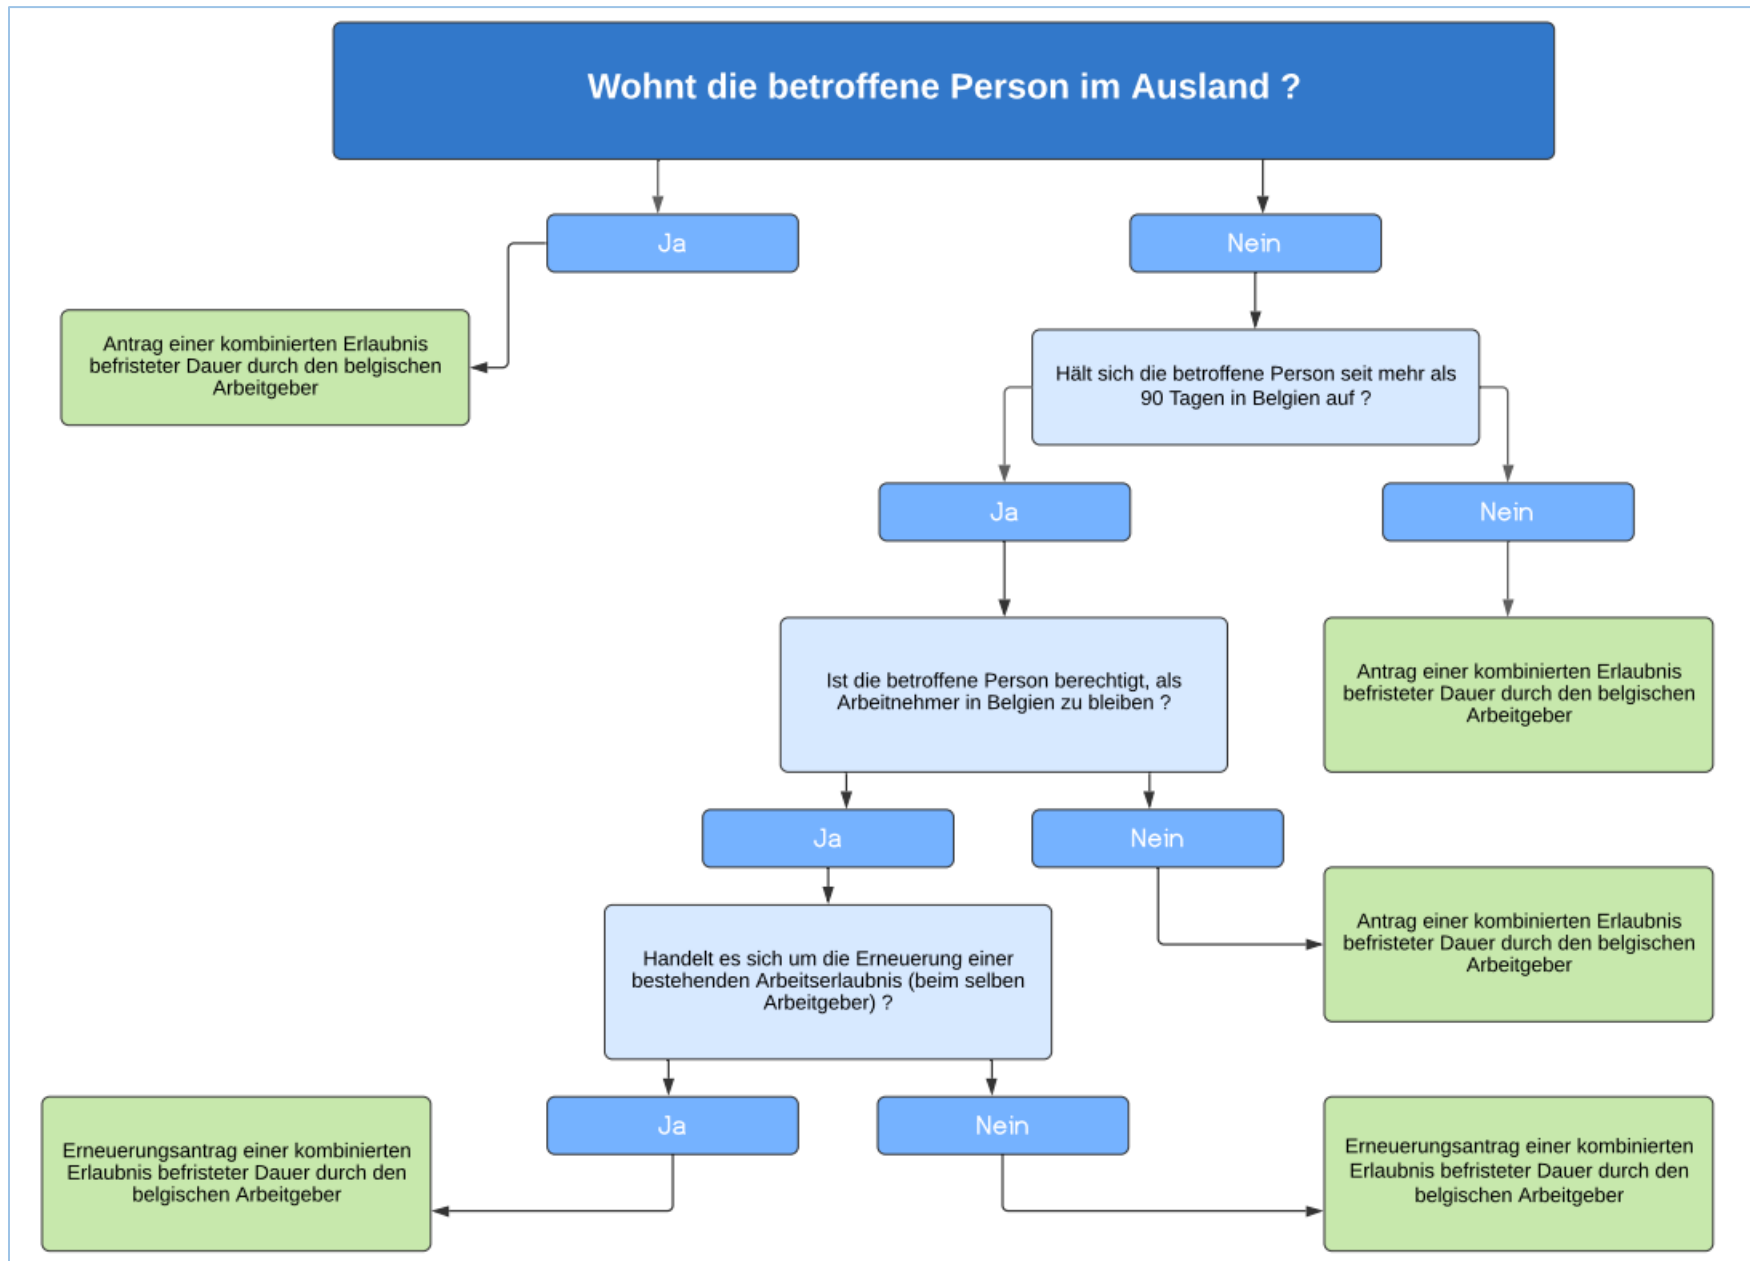 Wohnt die betroffene Person im Ausland ?
Ja
Nein
Antrag einer kombinierten Erlaubnis
befristeter Dauer durch den belgischen
Arbeitgeber
Hält sich die betroffene Person seit mehr als
90 Tagen in Belgien auf ?
Ja
Nein
Ist die betroffene Person berechtigt, als
Arbeitnehmer in Belgien zu bleiben ?
Antrag einer kombinierten Erlaubnis
befristeter Dauer durch den belgischen
Arbeitgeber
Ja
Nein
Antrag einer kombinierten Erlaubnis
befristeter Dauer durch den belgischen
Arbeitgeber
Handelt es sich um die Erneuerung einer
bestehenden Arbeitserlaubnis (beim selben
Arbeitgeber) ?
Ja
Nein
Erneuerungsantrag einer kombinierten
Erlaubnis befristeter Dauer durch den
belgischen Arbeitgeber
Erneuerungsantrag einer kombinierten
Erlaubnis befristeter Dauer durch den
belgischen Arbeitgeber